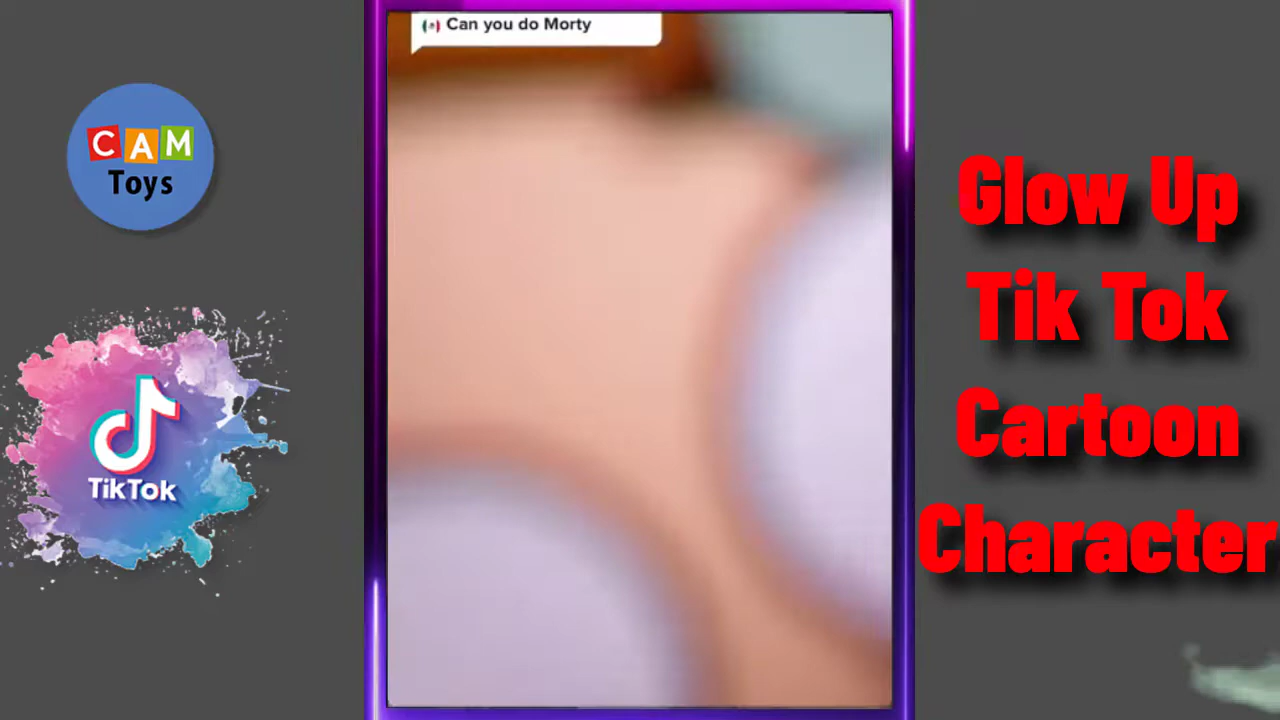 Can you do Morty
CAM
Toys
TikTok
Glow Up
Tik Tok
Cartoon
Character